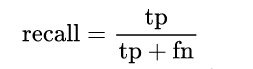 recall = tp / tp + fn